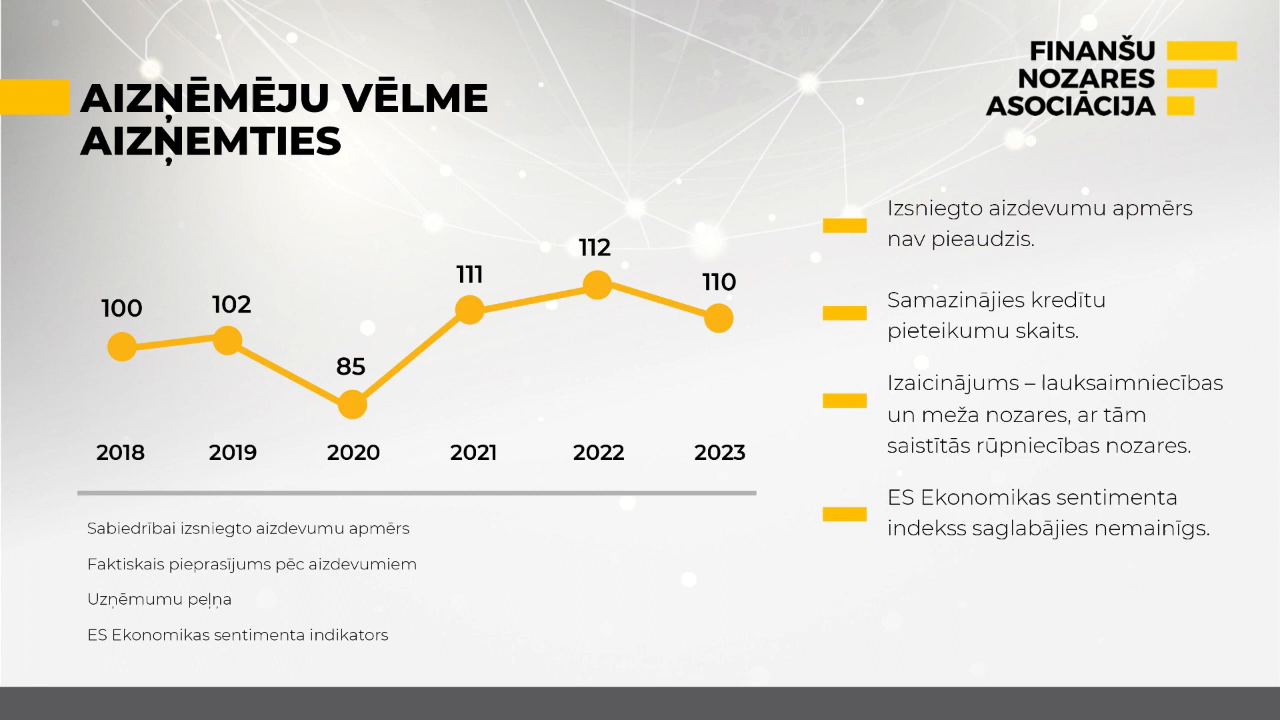 AIZŅĒMĒJU VĒLME
AIZŅEMTIES
FINANŠU
NOZARES
ASOCIĀCIJA
100
102
85
111
112
110
2018
2019
2020
2021
2022
2023
Sabiedrībai izsniegto aizdevumu apmērs
Faktiskais pieprasījums pēc aizdevumiem
Uzņēmumu peļņa
ES Ekonomikas sentimenta indikators
Izsniegto aizdevumu apmērs
nav pieaudzis.
Samazinājies kredītu
pieteikumu skaits.
Izaicinājums – lauksaimniecības
un meža nozares, ar tām
saistītās rūpniecības nozares.
ES Ekonomikas sentimenta
indekss saglabājies nemainīgs.